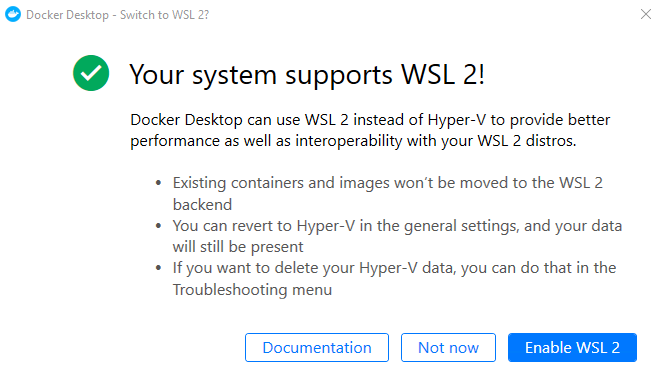 Docker Desktop - Switch to WSL 2?
Your system supports WSL 2!
Docker Desktop can use WSL 2 instead of Hyper-V to provide better
performance as well as interoperability with your WSL 2 distros.
• Existing containers and images won't be moved to the WSL 2
backend
• You can revert to Hyper-V in the general settings, and your data
will still be present
• If you want to delete your Hyper-V data, you can do that in the
Troubleshooting menu
Documentation Not now Enable WSL 2